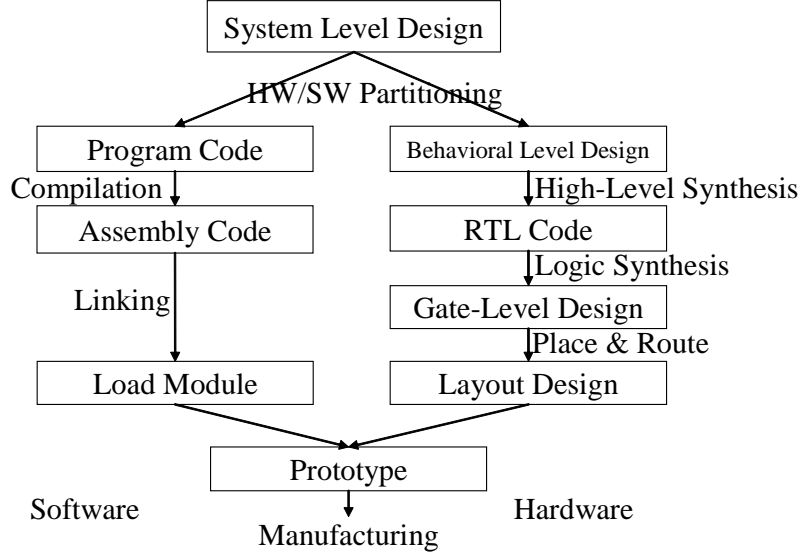 System Level Design
HW/SW Partitioning
Program Code
Behavioral Level Design
Compilation
High-Level Synthesis
Assembly Code
RTL Code
Logic Synthesis
Linking
Gate-Level Design
Place & Route
Load Module
Layout Design
Prototype
Software
Hardware
Manufacturing